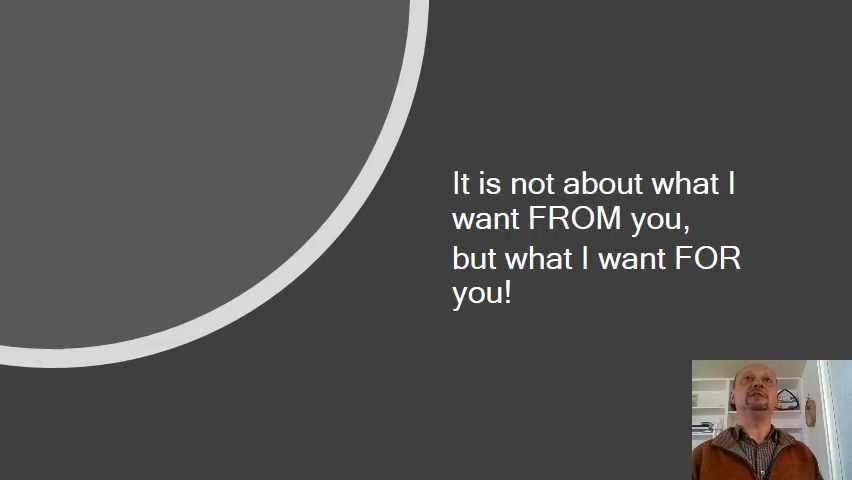 It is not about what I
want FROM you,
but what I want FOR
you!